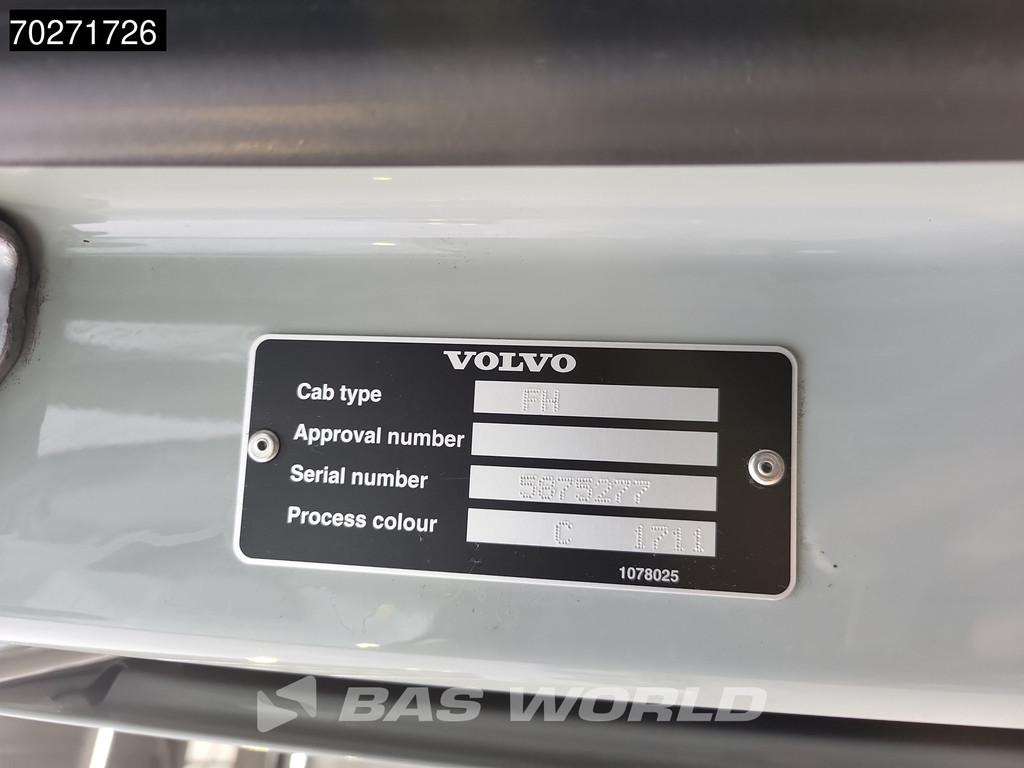 70271726
VOLVO
Cab type FH
Approval number
Serial number 5875277
Process colour C 1711
1078025
BAS WORLD